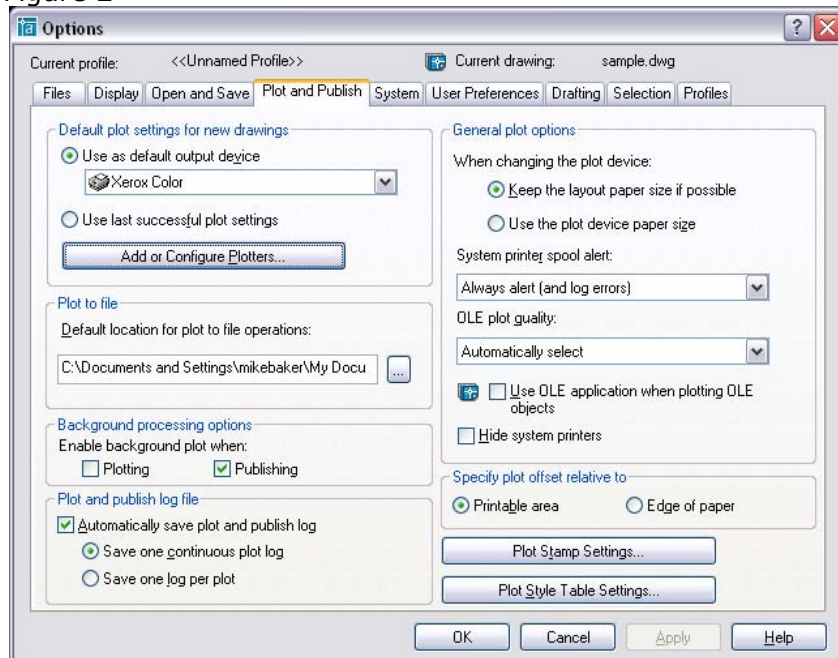 Options
Current profile: <<Unnamed Profile>> Current drawing: sample.dwg
Files Display Open and Save Plot and Publish System User Preferences Drafting Selection Profiles
Default plot settings for new drawings
Use as default output device
Xerox Color
Use last successful plot settings
Add or Configure Plotters...
Plot to file
Default location for plot to file operations:
C:\Documents and Settings\mikebaker\My Docu ...
Background processing options
Enable background plot when:
Plotting Publishing
Plot and publish log file
Automatically save plot and publish log
Save one continuous plot log
Save one log per plot
General plot options
When changing the plot device:
Keep the layout paper size if possible
Use the plot device paper size
System printer spool alert:
Always alert (and log errors)
OLE plot quality:
Automatically select
Use OLE application when plotting OLE
objects
Hide system printers
Specify plot offset relative to
Printable area Edge of paper
Plot Stamp Settings...
Plot Style Table Settings...
OK Cancel Apply Help